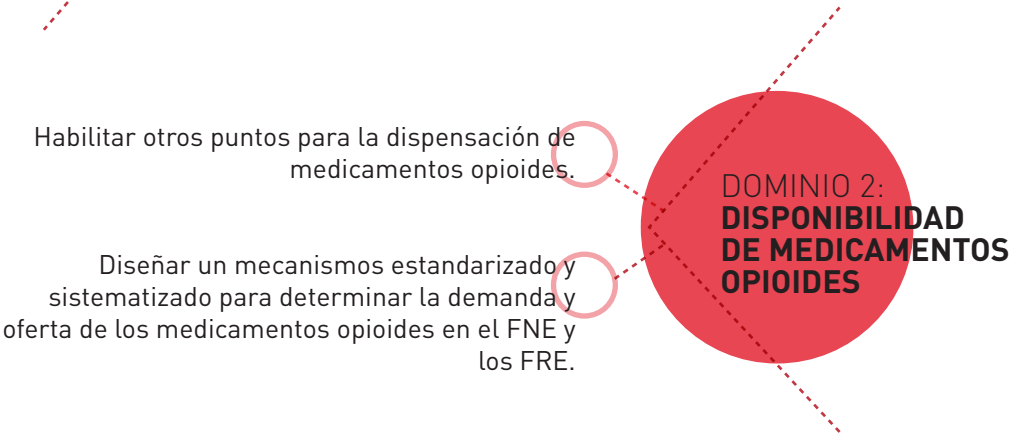 Habilitar otros puntos para la dispensación de
medicamentos opioides.
Diseñar un mecanismos estandarizado y
sistematizado para determinar la demanda y
oferta de los medicamentos opioides en el FNE y
los FRE.
DOMINIO 2:
DISPONIBILIDAD
DE MEDICAMENTOS
OPIOIDES